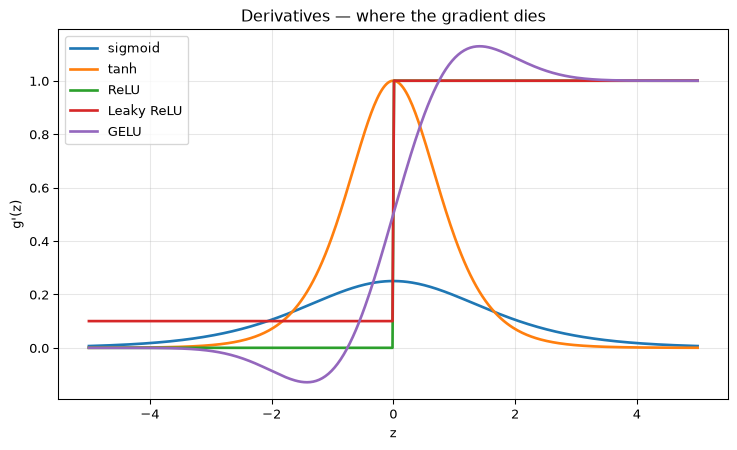 Derivatives — where the gradient dies
sigmoid
tanh
ReLU
Leaky ReLU
GELU
g'(z)
1.0
0.8
0.6
0.4
0.2
0.0
−4
−2
0
2
4
z